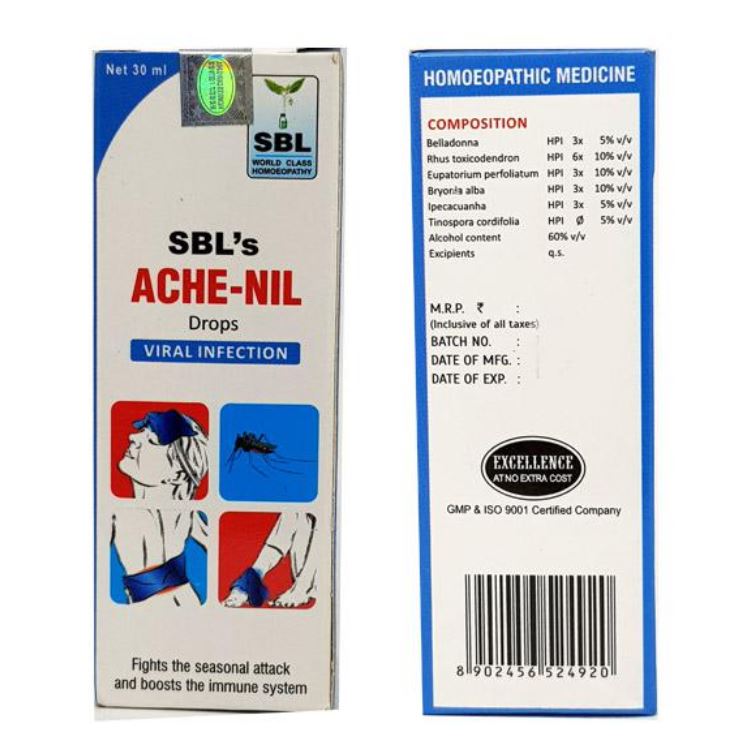 Net 30 ml
SBL
WORLD CLASS
HOMOEOPATHY
SBL's
ACHE-NIL
Drops
VIRAL INFECTION
Fights the seasonal attack
and boosts the immune system
HOMOEOPATHIC MEDICINE
COMPOSITION
Belladonna HPI 3x 5% v/v
Rhus toxicodendron HPI 6x 10% v/v
Eupatorium perfoliatum HPI 3x 10% v/v
Bryonia alba HPI 3x 10% v/v
Ipecacuanha HPI 3x 5% v/v
Tinospora cordifolia HPI Ø 5% v/v
Alcohol content 60% v/v
Excipients q.s.
M.R.P. ₹ :
(Inclusive of all taxes)
BATCH NO. :
DATE OF MFG. :
DATE OF EXP. :
EXCELLENCE
AT NO EXTRA COST
GMP & ISO 9001 Certified Company
8 902456 524920